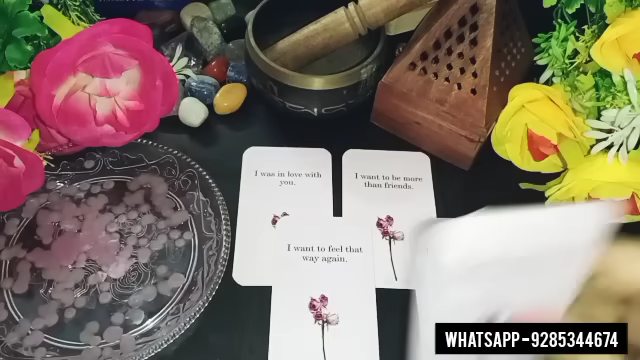 I was in love with
you.
I want to be more
than friends.
I want to feel that
way again.
WHATSAPP-9285344674